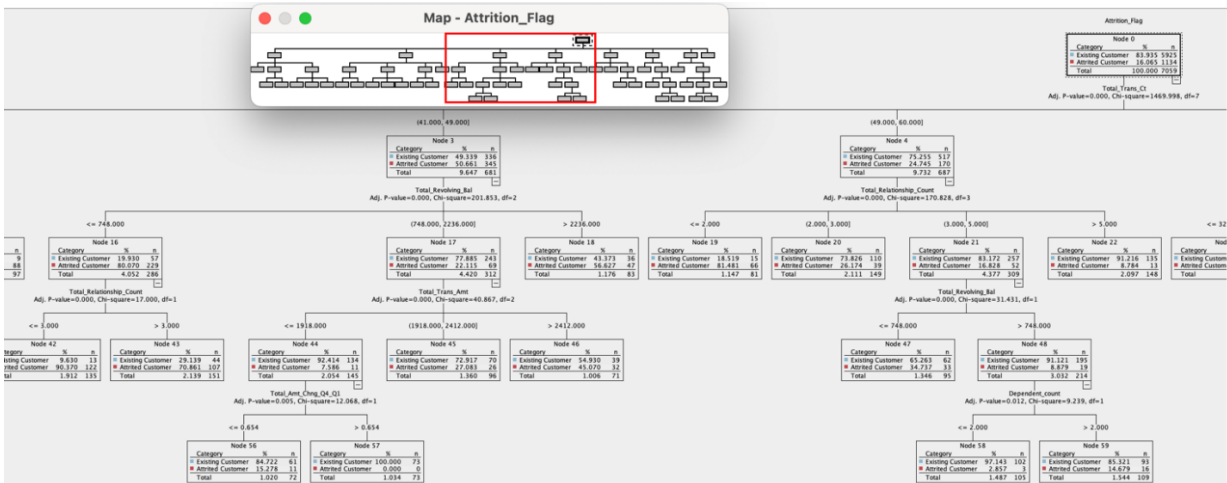 Map - Attrition_Flag
Attrition_Flag
Node 0
Category % n
Existing Customer 83.935 5925
Attrited Customer 16.065 1134
Total 100.000 7059
Total_Trans_Ct
Adj. P-value=0.000, Chi-square=1469.998, df=7
(41.000, 49.000]
(49.000, 60.000]
Node 3
Category % n
Existing Customer 49.339 336
Attrited Customer 50.661 345
Total 9.647 681
Total_Revolving_Bal
Adj. P-value=0.000, Chi-square=201.853, df=2
Node 4
Category % n
Existing Customer 75.255 517
Attrited Customer 24.745 170
Total 9.732 687
Total_Relationship_Count
Adj. P-value=0.000, Chi-square=170.828, df=3
<= 748.000
(748.000, 2236.000]
> 2236.000
<= 2.000
(2.000, 3.000]
(3.000, 5.000]
> 5.000
<= 32
n
9
88
97
Node 16
Category % n
Existing Customer 19.930 57
Attrited Customer 80.070 229
Total 4.052 286
Total_Relationship_Count
Adj. P-value=0.000, Chi-square=17.000, df=1
Node 17
Category % n
Existing Customer 77.885 243
Attrited Customer 22.115 69
Total 4.420 312
Total_Trans_Amt
Adj. P-value=0.000, Chi-square=40.867, df=2
Node 18
Category % n
Existing Customer 43.373 36
Attrited Customer 56.627 47
Total 1.176 83
Node 19
Category % n
Existing Customer 18.519 15
Attrited Customer 81.481 66
Total 1.147 81
Node 20
Category % n
Existing Customer 73.826 110
Attrited Customer 26.174 39
Total 2.111 149
Node 21
Category % n
Existing Customer 83.172 257
Attrited Customer 16.828 52
Total 4.377 309
Total_Revolving_Bal
Adj. P-value=0.000, Chi-square=31.431, df=1
Node 22
Category % n
Existing Customer 91.216 135
Attrited Customer 8.784 13
Total 2.097 148
Nod
Category
Existing Custom
Attrited Custom
Total
<= 3.000
> 3.000
<= 1918.000
(1918.000, 2412.000]
> 2412.000
<= 748.000
> 748.000
Node 42
tegory % n
isting Customer 9.630 13
trited Customer 90.370 122
tal 1.912 135
Node 43
Category % n
Existing Customer 29.139 44
Attrited Customer 70.861 107
Total 2.139 151
Node 44
Category % n
Existing Customer 92.414 134
Attrited Customer 7.586 11
Total 2.054 145
Total_Amt_Chng_Q4_Q1
Adj. P-value=0.005, Chi-square=12.068, df=1
Node 45
Category % n
Existing Customer 72.917 70
Attrited Customer 27.083 26
Total 1.360 96
Node 46
Category % n
Existing Customer 54.930 39
Attrited Customer 45.070 32
Total 1.006 71
Node 47
Category % n
Existing Customer 65.263 62
Attrited Customer 34.737 33
Total 1.346 95
Node 48
Category % n
Existing Customer 91.121 195
Attrited Customer 8.879 19
Total 3.032 214
Dependent_count
Adj. P-value=0.012, Chi-square=9.239, df=1
<= 0.654
> 0.654
<= 2.000
> 2.000
Node 56
Category % n
Existing Customer 84.722 61
Attrited Customer 15.278 11
Total 1.020 72
Node 57
Category % n
Existing Customer 100.000 73
Attrited Customer 0.000 0
Total 1.034 73
Node 58
Category % n
Existing Customer 97.143 102
Attrited Customer 2.857 3
Total 1.487 105
Node 59
Category % n
Existing Customer 85.321 93
Attrited Customer 14.679 16
Total 1.544 109